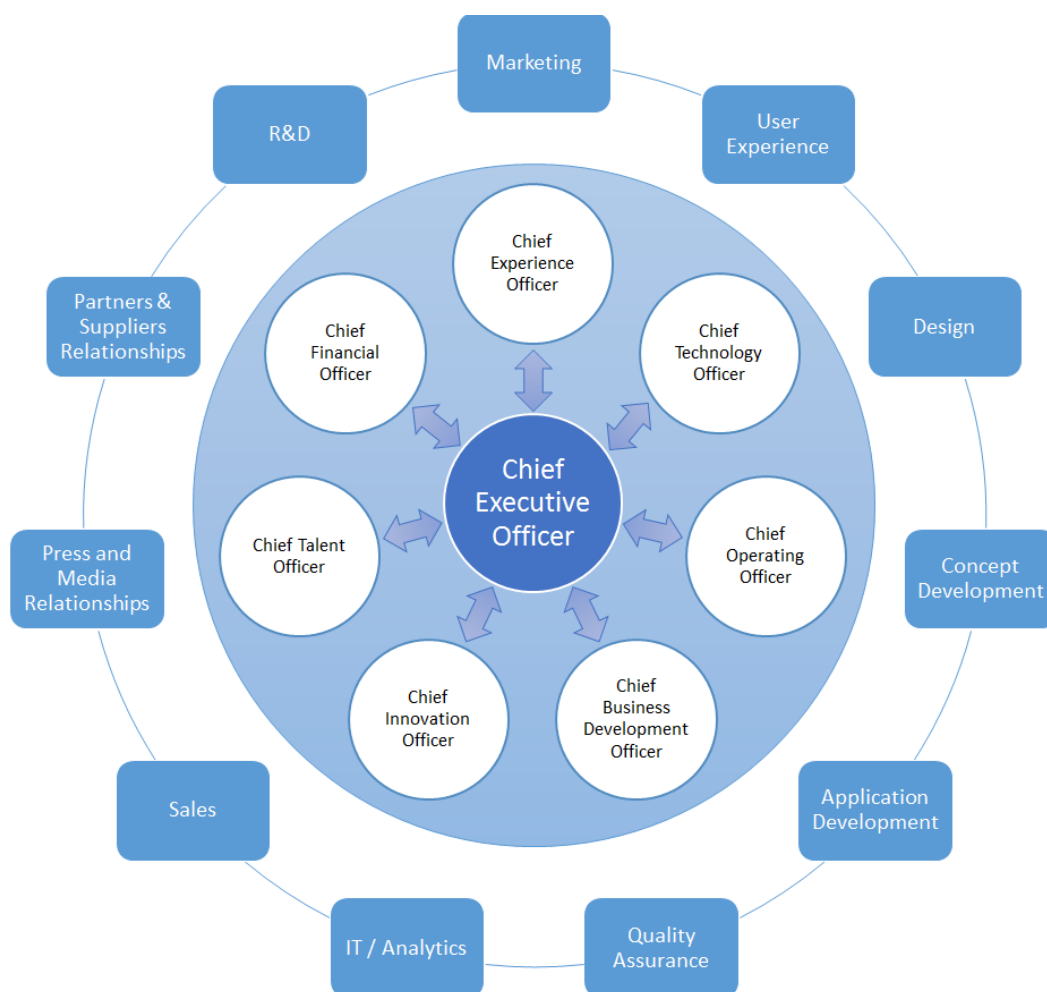 Marketing
R&D
User
Experience
Chief
Experience
Officer
Partners &
Suppliers
Relationships
Chief
Financial
Officer
Chief
Technology
Officer
Design
Chief
Executive
Officer
Press and
Media
Relationships
Chief Talent
Officer
Chief
Operating
Officer
Concept
Development
Chief
Innovation
Officer
Chief
Business
Development
Officer
Sales
Application
Development
IT / Analytics
Quality
Assurance